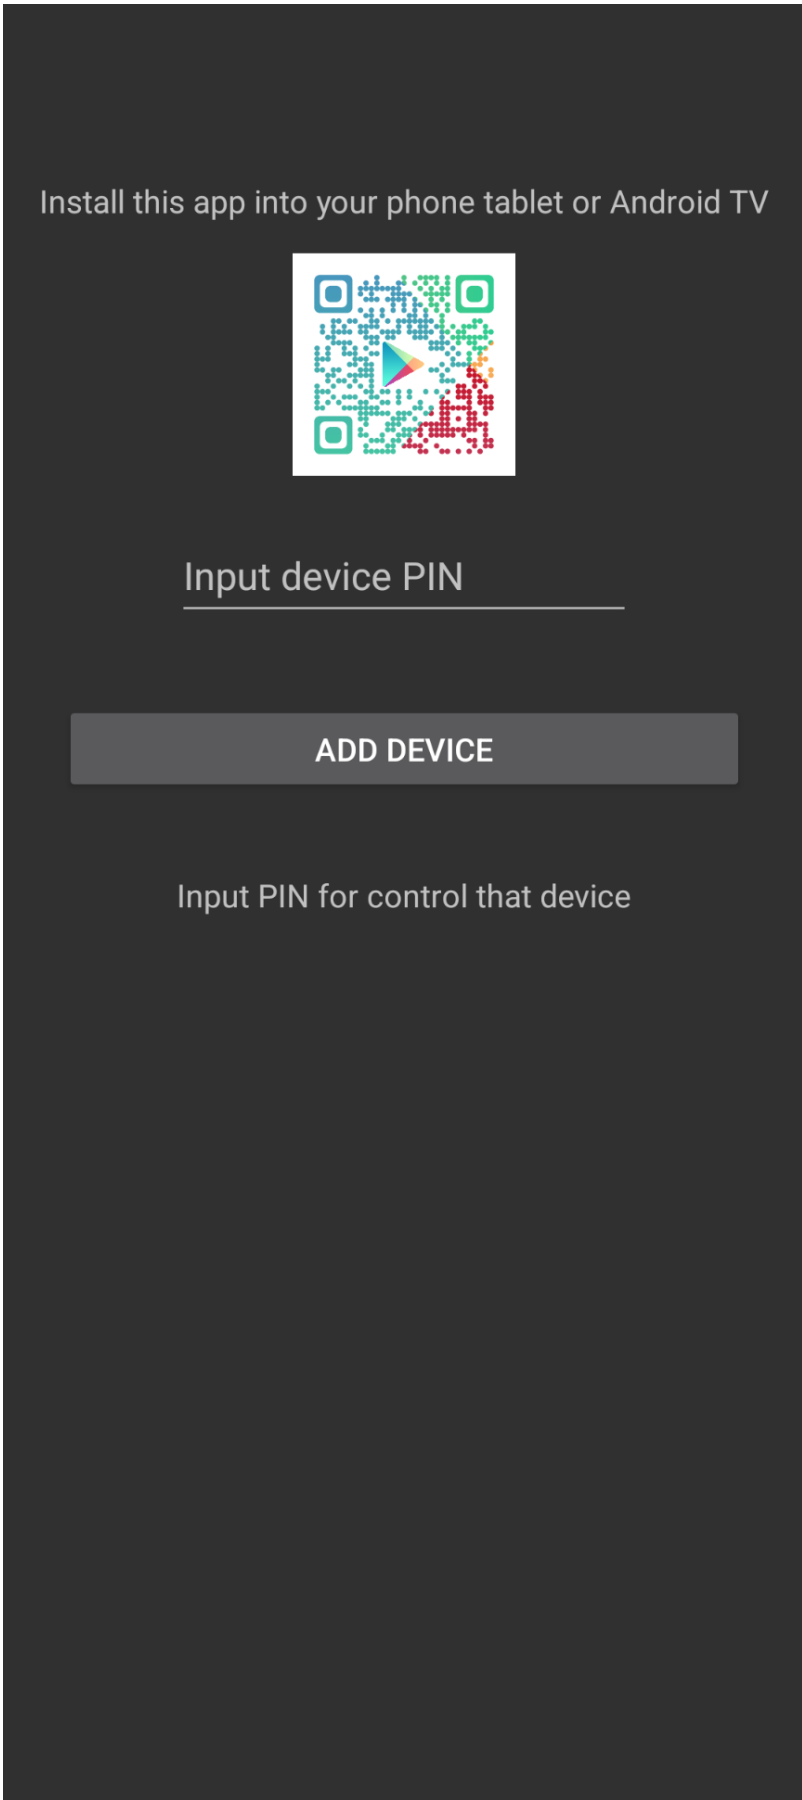 Install this app into your phone tablet or Android TV
Input device PIN
ADD DEVICE
Input PIN for control that device